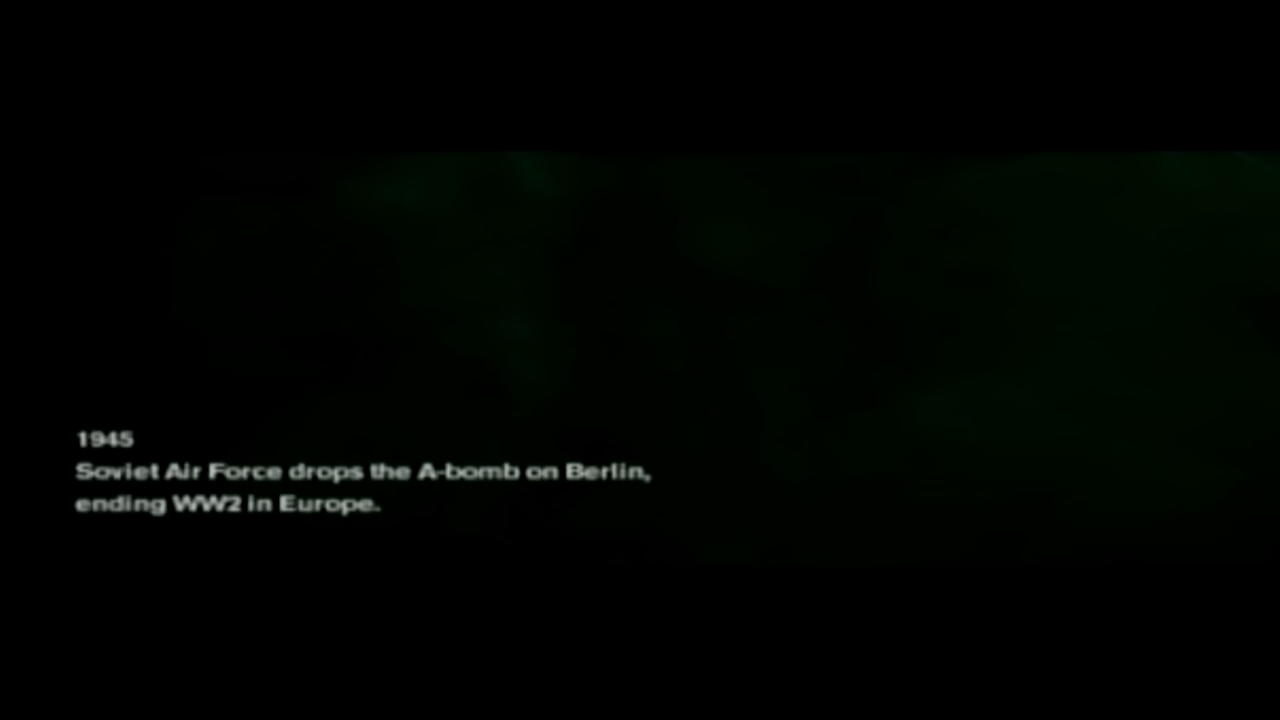 1945
Soviet Air Force drops the A-bomb on Berlin,
ending WW2 in Europe.